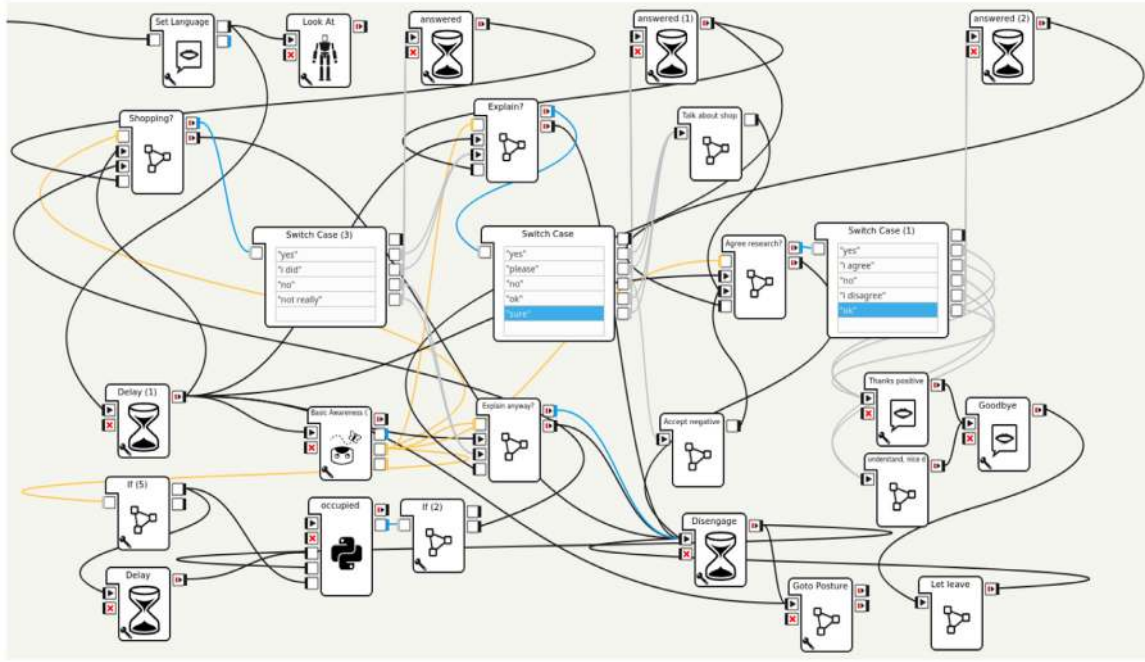 Set Language
Look At
answered
answered (1)
answered (2)
Shopping?
Explain?
Talk about shop
Switch Case (3)
"yes"
"i did"
"no"
"not really"
Switch Case
"yes"
"please"
"no"
"ok"
"sure"
Agree research?
Switch Case (1)
"yes"
"i agree"
"no"
"i disagree"
"ok"
Delay (1)
Basic Awareness (
Explain anyway?
Accept negative
Thanks positive
Goodbye
understand, nice d
If (5)
occupied
If (2)
Disengage
Delay
Goto Posture
Let leave